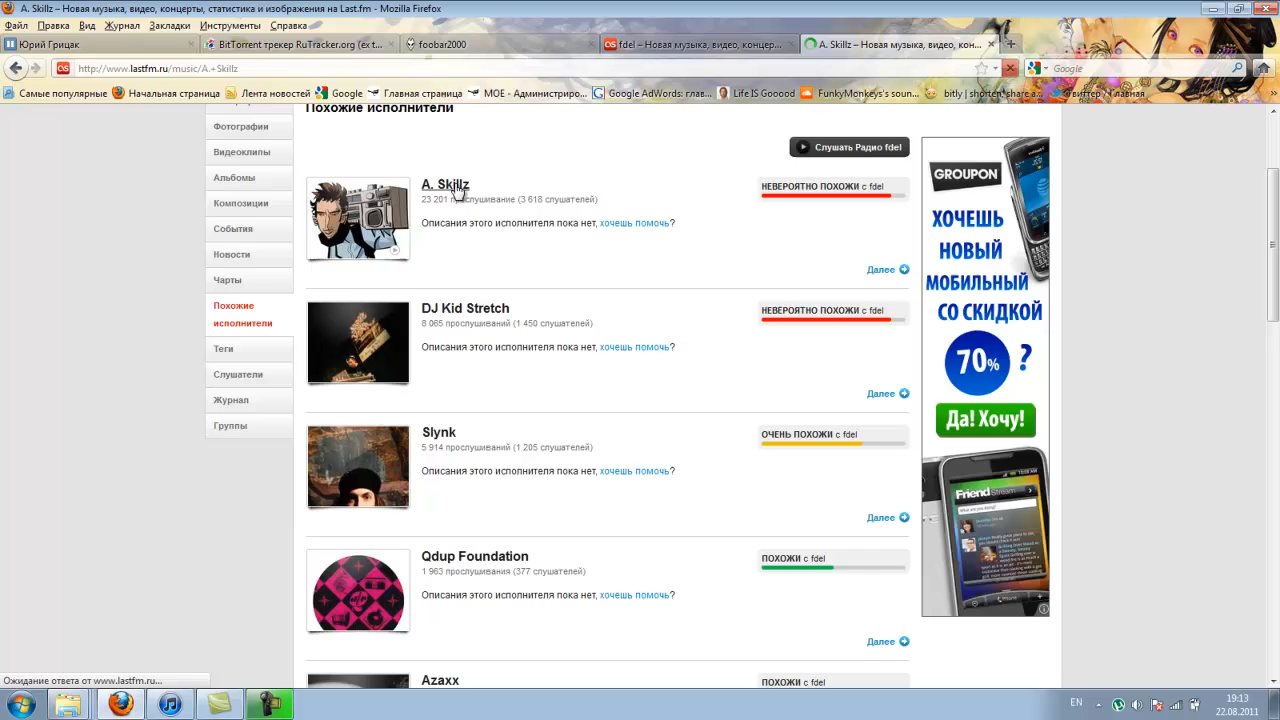 A. Skillz – Новая музыка, видео, концерты, статистика и изображения на Last.fm - Mozilla Firefox
Файл Правка Вид Журнал Закладки Инструменты Справка
Юрий Грицак
BitTorrent трекер RuTracker.org (ex t...
foobar2000
fdel – Новая музыка, видео, концер...
A. Skillz – Новая музыка, видео, кон...
http://www.lastfm.ru/music/A.+Skillz
Google
Самые популярные
Начальная страница
Лента новостей
Google
Главная страница
МОЕ - Администриро...
Google AdWords: глав...
Life IS Gooood
FunkyMonkeys's soun...
bitly | shorten, share a...
Твиттер / Главная
Похожие исполнители
Фотографии
Видеоклипы
Альбомы
Композиции
События
Новости
Чарты
Похожие
исполнители
Теги
Слушатели
Журнал
Группы
Слушать Радио fdel
A. Skillz
23 201 прослушивание (3 618 слушателей)
Описания этого исполнителя пока нет, хочешь помочь?
НЕВЕРОЯТНО ПОХОЖИ с fdel
Далее
DJ Kid Stretch
8 065 прослушиваний (1 450 слушателей)
Описания этого исполнителя пока нет, хочешь помочь?
НЕВЕРОЯТНО ПОХОЖИ с fdel
Далее
Slynk
5 914 прослушиваний (1 205 слушателей)
Описания этого исполнителя пока нет, хочешь помочь?
ОЧЕНЬ ПОХОЖИ с fdel
Далее
Qdup Foundation
1 963 прослушивания (377 слушателей)
Описания этого исполнителя пока нет, хочешь помочь?
ПОХОЖИ с fdel
Далее
Azaxx
ПОХОЖИ с fdel
GROUPON
ХОЧЕШЬ
НОВЫЙ
МОБИЛЬНЫЙ
СО СКИДКОЙ
70% ?
Да! Хочу!
FriendStream
Ожидание ответа от www.lastfm.ru...
EN
19:13
22.08.2011